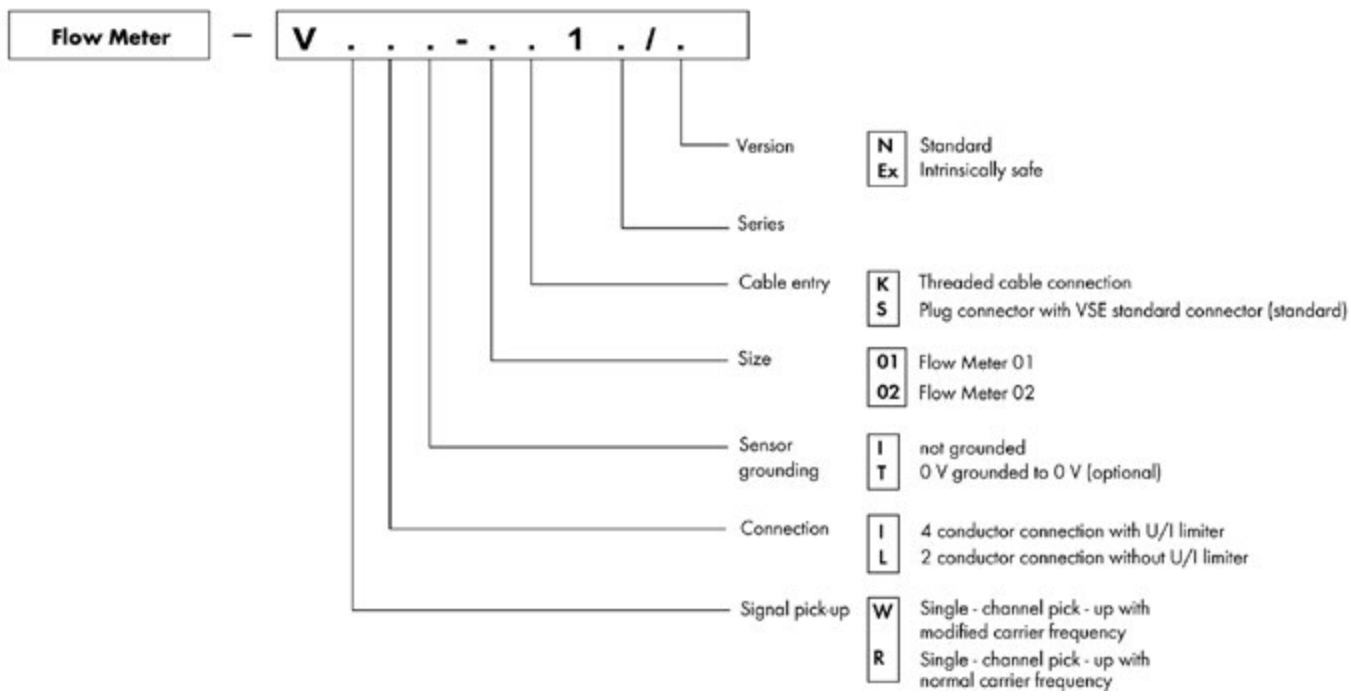 Flow Meter – V . . . - . . 1 . / .
Version N Standard
Ex Intrinsically safe
Series
Cable entry K Threaded cable connection
S Plug connector with VSE standard connector (standard)
Size 01 Flow Meter 01
02 Flow Meter 02
Sensor I not grounded
grounding T 0 V grounded to 0 V (optional)
Connection I 4 conductor connection with U/I limiter
L 2 conductor connection without U/I limiter
Signal pick-up W Single - channel pick - up with
modified carrier frequency
R Single - channel pick - up with
normal carrier frequency